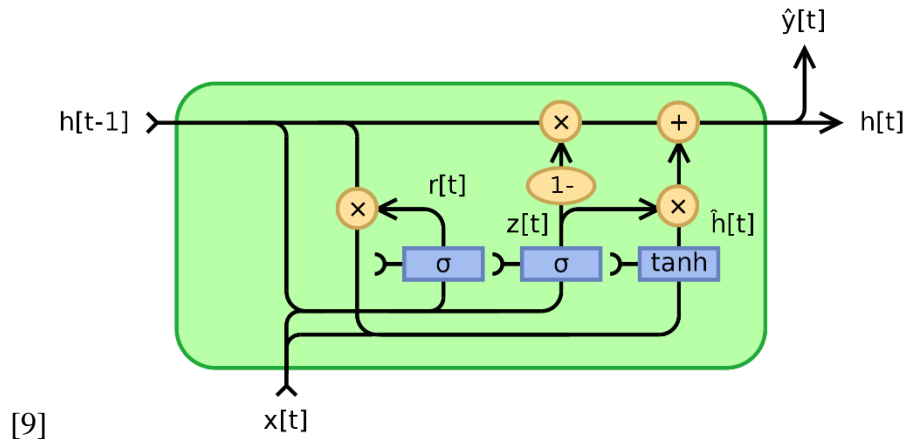 ŷ[t]
h[t-1]
×
+
h[t]
1-
r[t]
×
×
z[t]
ĥ[t]
σ
σ
tanh
x[t]
[9]